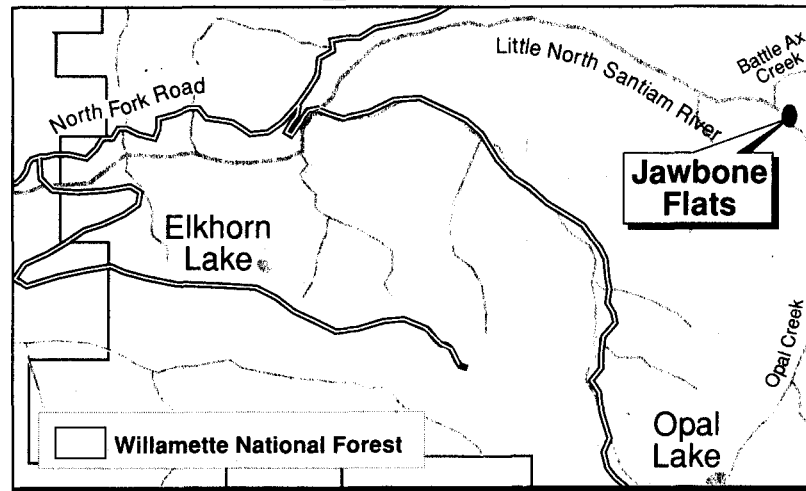 North Fork Road
Little North Santiam River
Battle Ax
Creek
Jawbone
Flats
Elkhorn
Lake
Opal Creek
Opal
Lake
Willamette National Forest